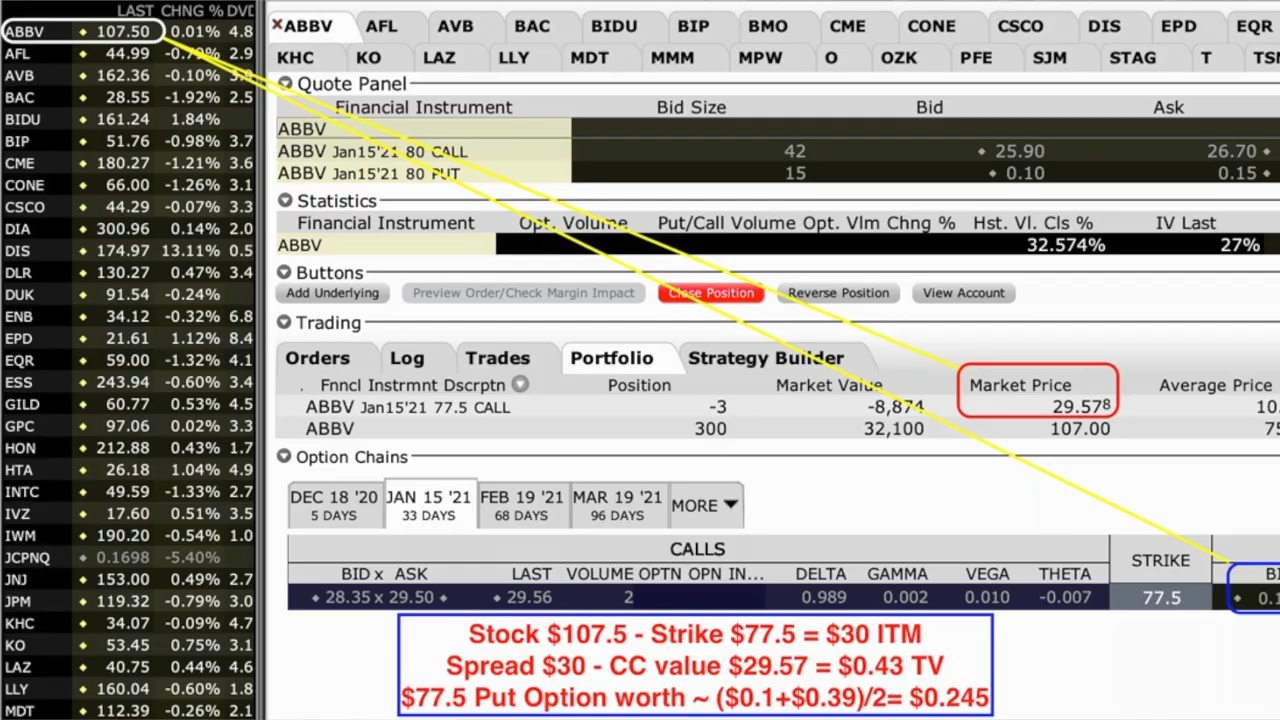 LAST CHNG % DVD
ABBV 107.50 0.01% 4.8
AFL 44.99 -0.79% 2.9
AVB 162.36 -0.10% 3.9
BAC 28.55 -1.92% 2.5
BIDU 161.24 1.84%
BIP 51.76 -0.98% 3.7
CME 180.27 -1.21% 3.6
CONE 66.00 -1.26% 3.1
CSCO 44.29 -0.07% 3.3
DIA 300.96 0.14% 2.0
DIS 174.97 13.11% 0.5
DLR 130.27 0.47% 3.4
DUK 91.54 -0.24%
ENB 34.12 -0.32% 6.8
EPD 21.61 1.12% 8.4
EQR 59.00 -1.32% 4.1
ESS 243.94 -0.60% 3.4
GILD 60.77 0.53% 4.5
GPC 97.06 0.02% 3.3
HON 212.88 0.43% 1.7
HTA 26.18 1.04% 4.9
INTC 49.59 -1.33% 2.7
IVZ 17.60 0.51% 3.5
IWM 190.20 -0.54% 1.0
JCPNQ 0.1698 -5.40%
JNJ 153.00 0.49% 2.7
JPM 119.32 -0.79% 3.0
KHC 34.07 -0.09% 4.7
KO 53.45 0.75% 3.1
LAZ 40.75 0.44% 4.6
LLY 160.04 -0.60% 1.8
MDT 112.39 -0.26% 2.1
ABBV AFL AVB BAC BIDU BIP BMO CME CONE CSCO DIS EPD EQR
KHC KO LAZ LLY MDT MMM MPW O OZK PFE SJM STAG T TSN
Quote Panel
Financial Instrument Bid Size Bid Ask
ABBV
ABBV Jan15'21 80 CALL 42 25.90 26.70
ABBV Jan15'21 80 PUT 15 0.10 0.15
Statistics
Financial Instrument Opt. Volume Put/Call Volume Opt. Vlm Chng % Hst. Vl. Cls % IV Last
ABBV 32.574% 27%
Buttons
Add Underlying Preview Order/Check Margin Impact Close Position Reverse Position View Account
Trading
Orders Log Trades Portfolio Strategy Builder
Fnncl Instrmnt Dscrptn Position Market Value Market Price Average Price
ABBV Jan15'21 77.5 CALL -3 -8,874 29.578 10.
ABBV 300 32,100 107.00 75
Option Chains
DEC 18 '20 JAN 15 '21 FEB 19 '21 MAR 19 '21 MORE
5 DAYS 33 DAYS 68 DAYS 96 DAYS
CALLS STRIKE
BID x ASK LAST VOLUME OPTN OPN IN... DELTA GAMMA VEGA THETA BI
28.35 x 29.50 29.56 2 0.989 0.002 0.010 -0.007 77.5 0.1
Stock $107.5 - Strike $77.5 = $30 ITM
Spread $30 - CC value $29.57 = $0.43 TV
$77.5 Put Option worth ~ ($0.1+$0.39)/2= $0.245